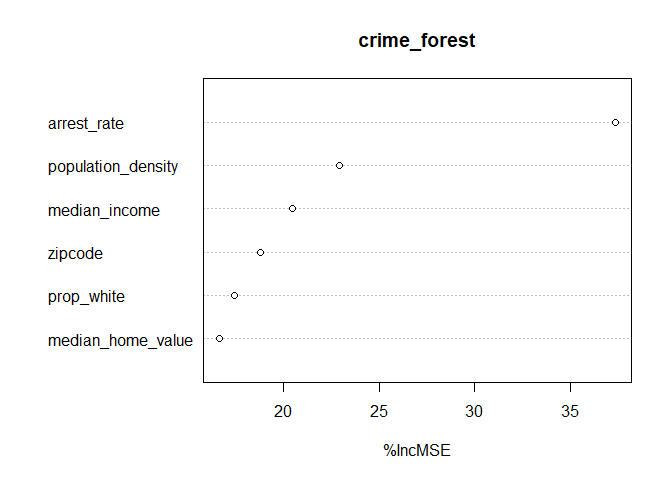 crime_forest
arrest_rate
population_density
median_income
zipcode
prop_white
median_home_value
20 25 30 35
%IncMSE